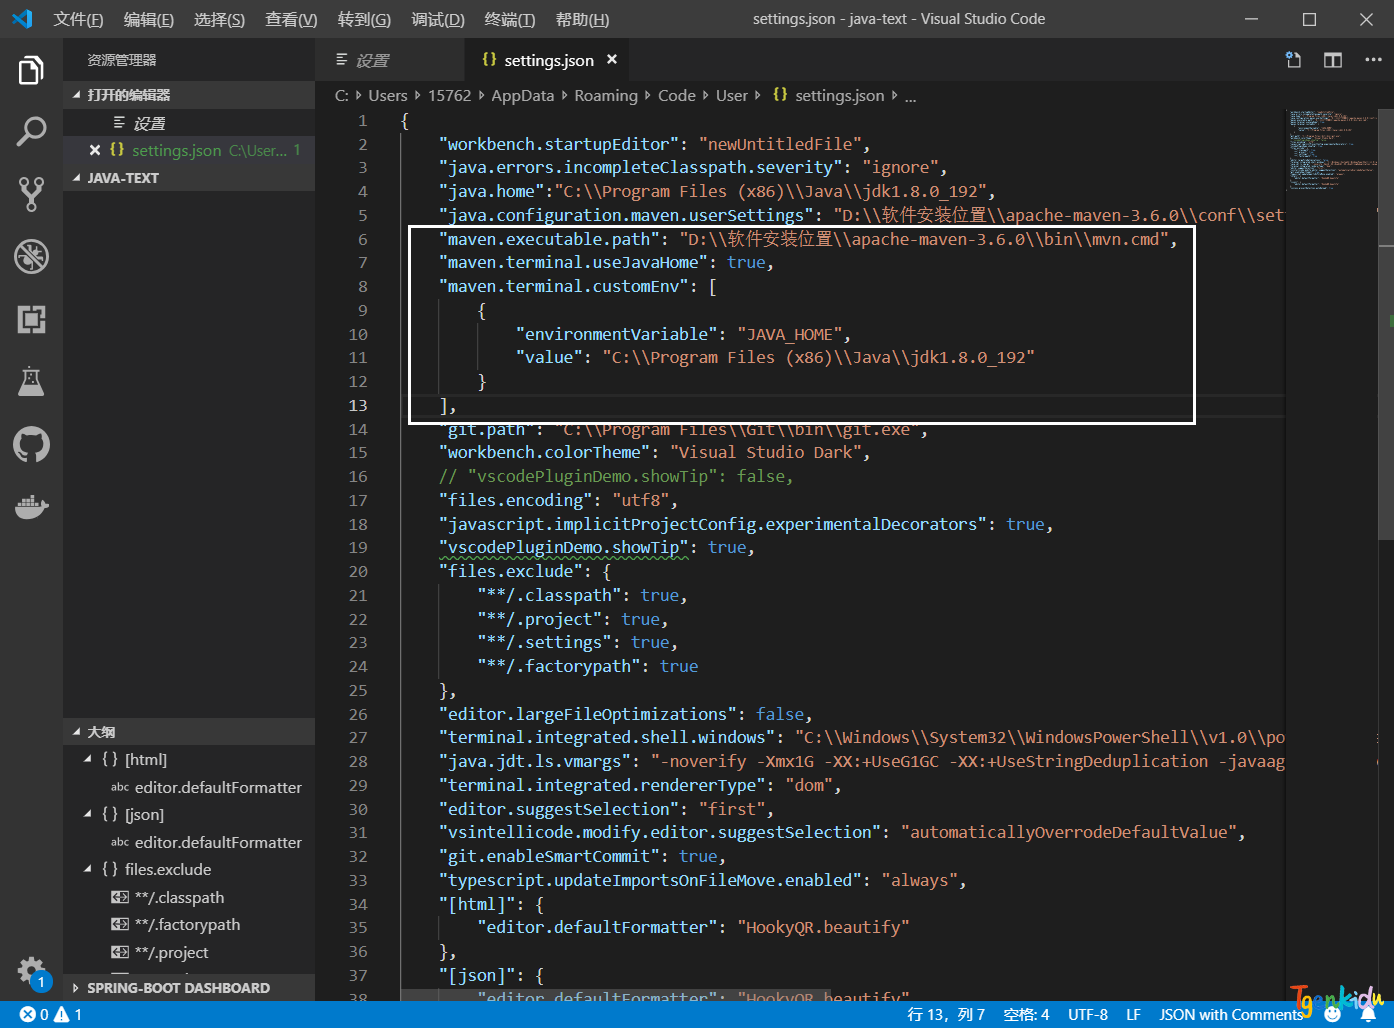 文件(F) 编辑(E) 选择(S) 查看(V) 转到(G) 调试(D) 终端(T) 帮助(H) settings.json - java-text - Visual Studio Code
资源管理器
打开的编辑器
设置
settings.json C:\User... 1
JAVA-TEXT
大纲
{ } [html]
abc editor.defaultFormatter
{ } [json]
abc editor.defaultFormatter
{ } files.exclude
**/.classpath
**/.factorypath
**/.project
SPRING-BOOT DASHBOARD
1
设置 {} settings.json
C: Users 15762 AppData Roaming Code User {} settings.json ...
1 {
2 "workbench.startupEditor": "newUntitledFile",
3 "java.errors.incompleteClasspath.severity": "ignore",
4 "java.home":"C:\\Program Files (x86)\\Java\\jdk1.8.0_192",
5 "java.configuration.maven.userSettings": "D:\\软件安装位置\\apache-maven-3.6.0\\conf\\set
6 "maven.executable.path": "D:\\软件安装位置\\apache-maven-3.6.0\\bin\\mvn.cmd",
7 "maven.terminal.useJavaHome": true,
8 "maven.terminal.customEnv": [
9 {
10 "environmentVariable": "JAVA_HOME",
11 "value": "C:\\Program Files (x86)\\Java\\jdk1.8.0_192"
12 }
13 ],
14 "git.path": "C:\\Program Files\\Git\\bin\\git.exe",
15 "workbench.colorTheme": "Visual Studio Dark",
16 // "vscodePluginDemo.showTip": false,
17 "files.encoding": "utf8",
18 "javascript.implicitProjectConfig.experimentalDecorators": true,
19 "vscodePluginDemo.showTip": true,
20 "files.exclude": {
21 "**/.classpath": true,
22 "**/.project": true,
23 "**/.settings": true,
24 "**/.factorypath": true
25 },
26 "editor.largeFileOptimizations": false,
27 "terminal.integrated.shell.windows": "C:\\Windows\\System32\\WindowsPowerShell\\v1.0\\po
28 "java.jdt.ls.vmargs": "-noverify -Xmx1G -XX:+UseG1GC -XX:+UseStringDeduplication -javaag
29 "terminal.integrated.rendererType": "dom",
30 "editor.suggestSelection": "first",
31 "vsintellicode.modify.editor.suggestSelection": "automaticallyOverrodeDefaultValue",
32 "git.enableSmartCommit": true,
33 "typescript.updateImportsOnFileMove.enabled": "always",
34 "[html]": {
35 "editor.defaultFormatter": "HookyQR.beautify"
36 },
37 "[json]": {
38 "editor.defaultFormatter": "HookyQR.beautify"
Tgenkidu
0 1 行 13，列 7 空格: 4 UTF-8 LF JSON with Comments